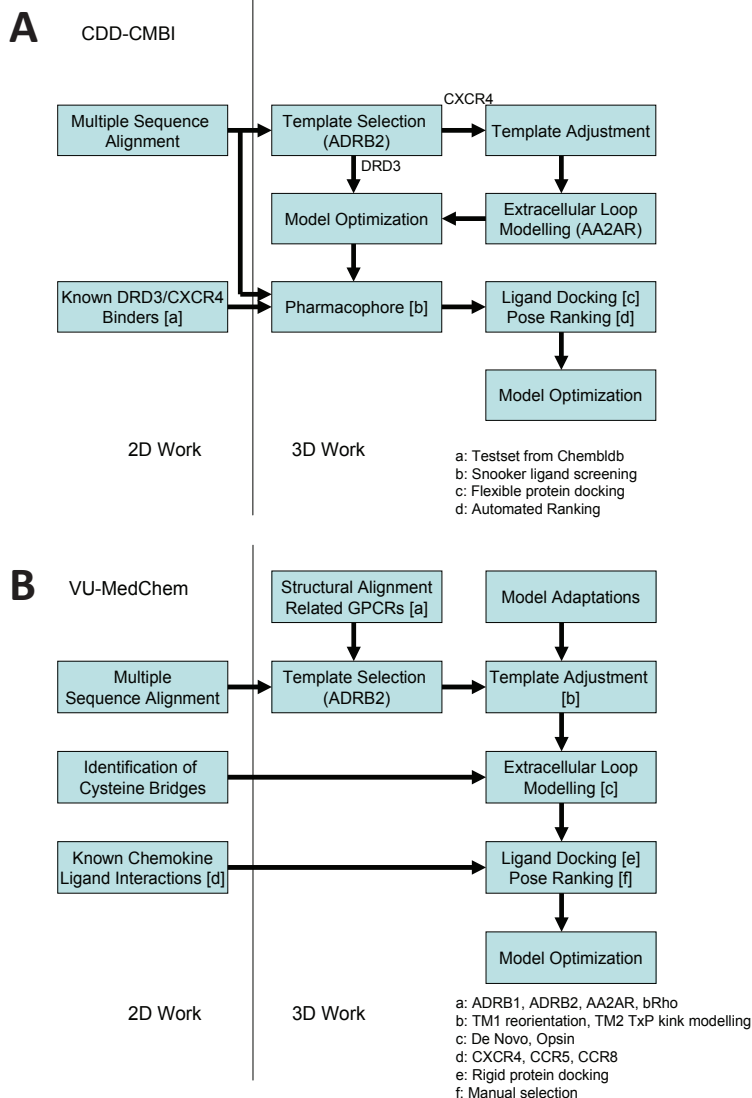 A
CDD-CMBI
CXCR4
Multiple Sequence
Alignment
Template Selection
(ADRB2)
Template Adjustment
DRD3
Model Optimization
Extracellular Loop
Modelling (AA2AR)
Known DRD3/CXCR4
Binders [a]
Pharmacophore [b]
Ligand Docking [c]
Pose Ranking [d]
Model Optimization
2D Work
3D Work
a: Testset from Chembldb
b: Snooker ligand screening
c: Flexible protein docking
d: Automated Ranking
B
VU-MedChem
Structural Alignment
Related GPCRs [a]
Model Adaptations
Multiple
Sequence Alignment
Template Selection
(ADRB2)
Template Adjustment
[b]
Identification of
Cysteine Bridges
Extracellular Loop
Modelling [c]
Known Chemokine
Ligand Interactions [d]
Ligand Docking [e]
Pose Ranking [f]
Model Optimization
2D Work
3D Work
a: ADRB1, ADRB2, AA2AR, bRho
b: TM1 reorientation, TM2 TxP kink modelling
c: De Novo, Opsin
d: CXCR4, CCR5, CCR8
e: Rigid protein docking
f: Manual selection